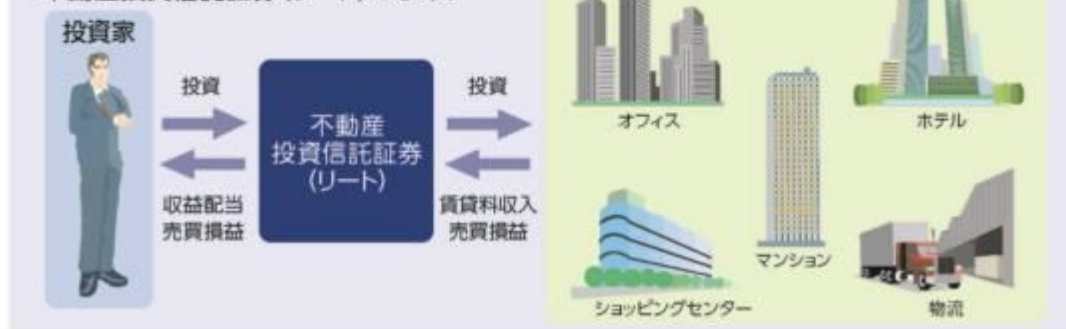 投資家
投資
不動産
投資信託証券
(リート)
収益配当
売買損益
投資
賃貸料収入
売買損益
オフィス
ホテル
マンション
ショッピングセンター
物流